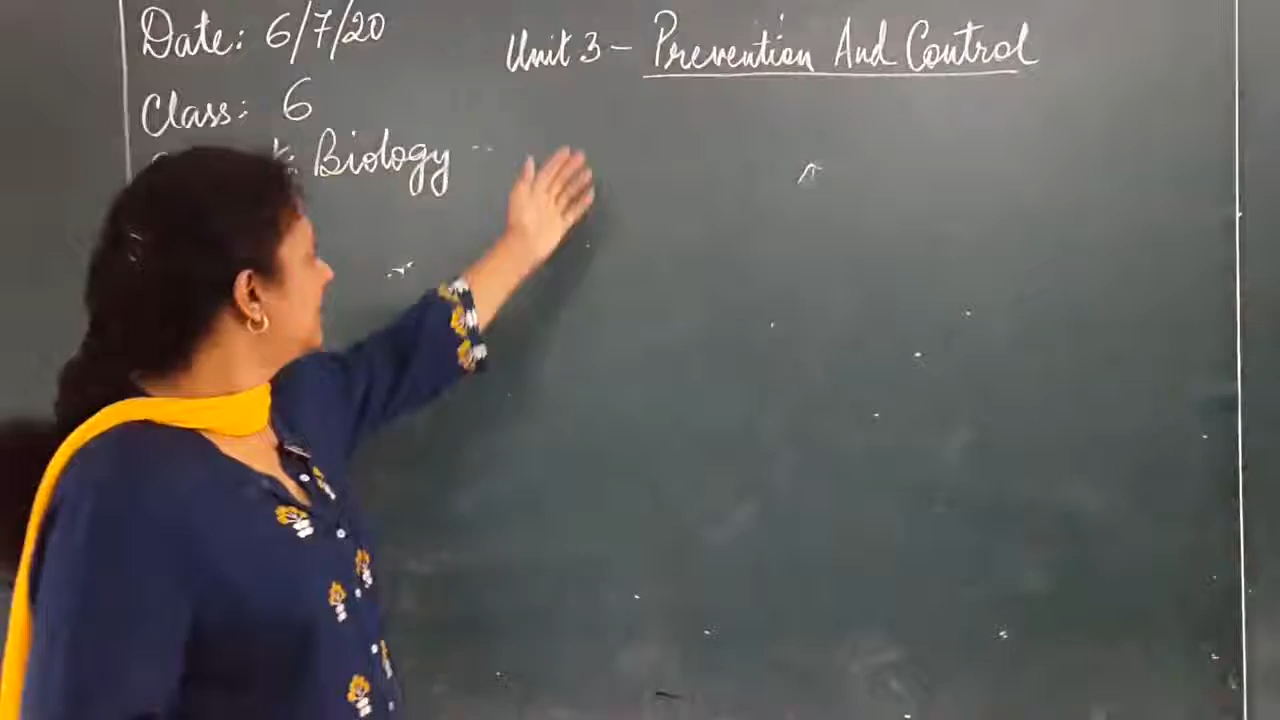 Date: 6/7/20
Unit 3 - Prevention And Control
Class: 6
Biology